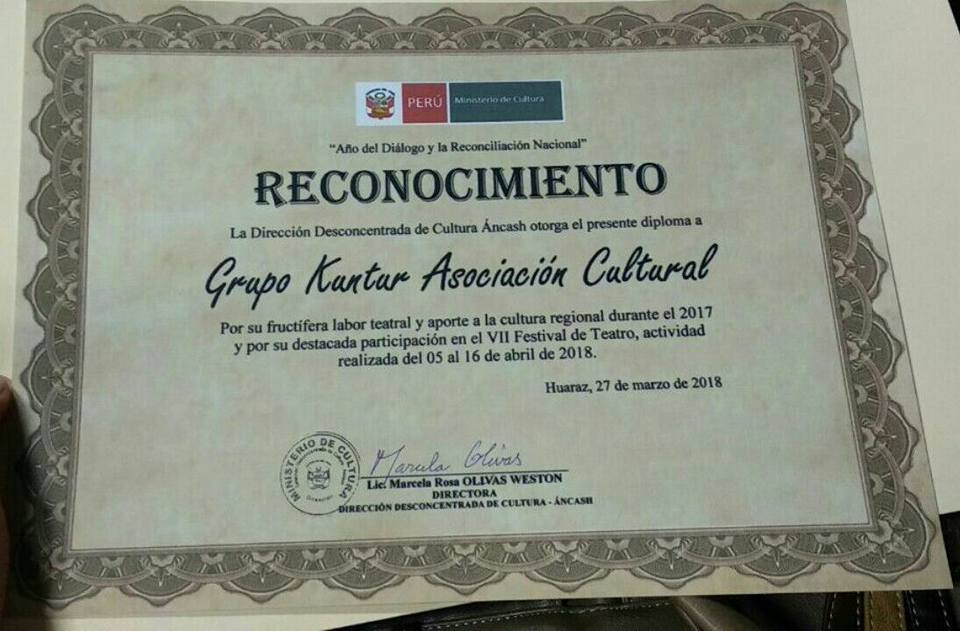 PERÚ Ministerio de Cultura
“Año del Diálogo y la Reconciliación Nacional”
RECONOCIMIENTO
La Dirección Desconcentrada de Cultura Áncash otorga el presente diploma a
Grupo Kuntur Asociación Cultural
Por su fructífera labor teatral y aporte a la cultura regional durante el 2017
y por su destacada participación en el VII Festival de Teatro, actividad
realizada del 05 al 16 de abril de 2018.
Huaraz, 27 de marzo de 2018
MINISTERIO DE CULTURA
Marcela Olivas
Lic. Marcela Rosa OLIVAS WESTON
DIRECTORA
DIRECCIÓN DESCONCENTRADA DE CULTURA - ÁNCASH